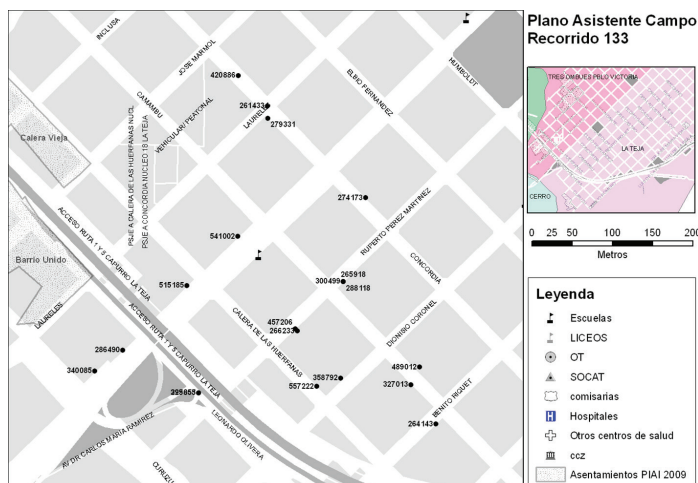 Plano Asistente Campo
Recorrido 133
INCLUSA
JOSE MARMOL
HUMBOLDT
420886
ELBIO FERNANDEZ
CAMAMBU
VEHICULAR/ PEATONAL
261433
LAURELES
279331
Calera Vieja
PSJE A CALERA DE LAS HUERFANAS NUCL
PSJE A CONCORDIA NUCLEO 18 LA TEJA
274173
RUPERTO PEREZ MARTINEZ
ACCESO RUTA 1 Y 5 CAPURRO LA TEJA
541002
CONCORDIA
Barrio Unido
515185
265918
300499
288118
LAURELES
ACCESO RUTA 1 Y 5 CAPURRO LA TEJA
CALERA DE LAS HUERFANAS
457206
266233
DIONISIO CORONEL
286490
340085
358792
557222
489012
327013
BENITO RIQUET
264143
LEONARDO OLIVERA
AV DR CARLOS MARIA RAMIREZ
TRES OMBUES PBLO VICTORIA
LA TEJA
CERRO
0 25 50 100 150 200
Metros
Leyenda
Escuelas
LICEOS
OT
SOCAT
comisarias
H Hospitales
Otros centros de salud
ccz
Asentamientos PIAI 2009